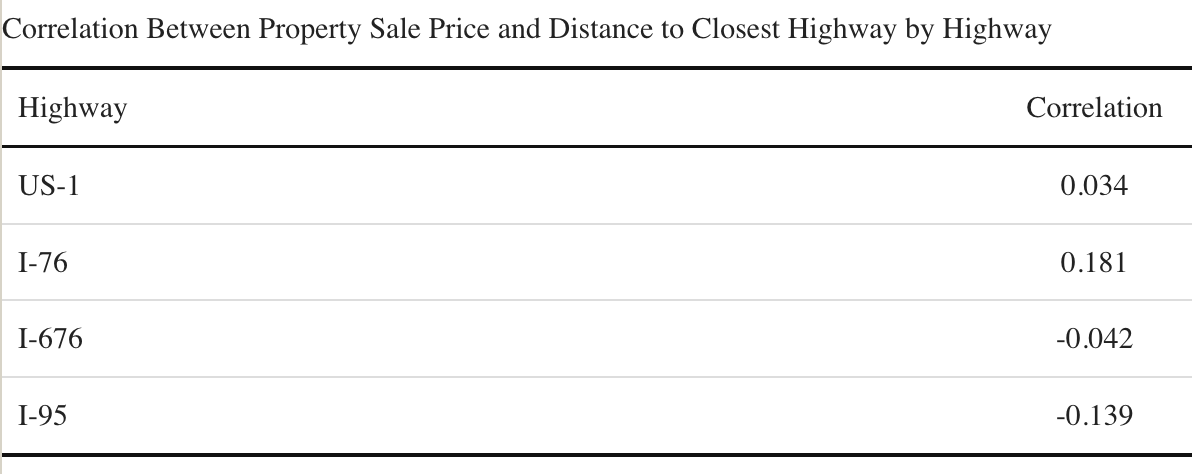 Correlation Between Property Sale Price and Distance to Closest Highway by Highway
Highway Correlation
US-1 0.034
I-76 0.181
I-676 -0.042
I-95 -0.139